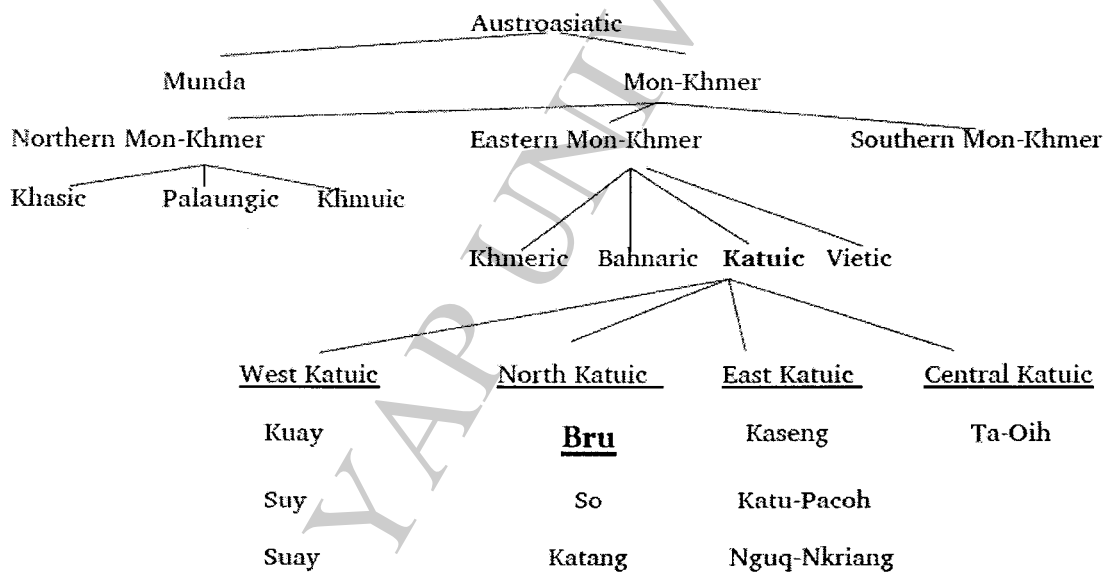 Austroasiatic
Munda Mon-Khmer
Northern Mon-Khmer Eastern Mon-Khmer Southern Mon-Khmer
Khasic Palaungic Khmuic
Khmeric Bahnaric Katuic Vietic
West Katuic North Katuic East Katuic Central Katuic
Kuay Bru Kaseng Ta-Oih
Suy So Katu-Pacoh
Suay Katang Nguq-Nkriang
YAP UNIV